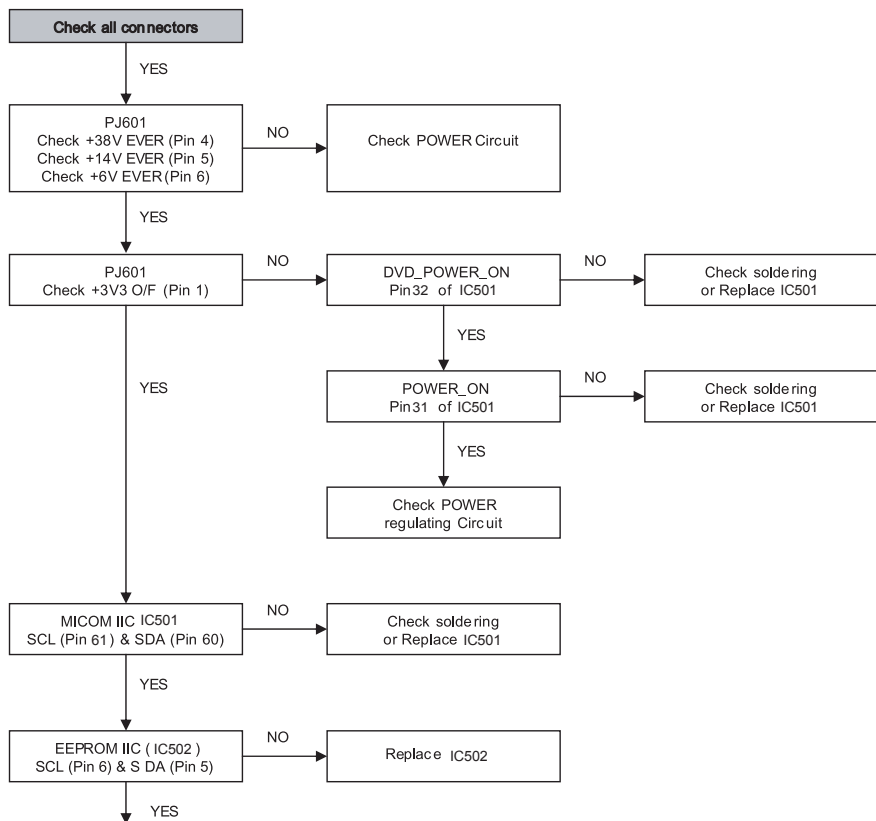 Check all connectors
YES
PJ601
Check +38V EVER (Pin 4)
Check +14V EVER (Pin 5)
Check +6V EVER (Pin 6)
NO
Check POWER Circuit
YES
PJ601
Check +3V3 O/F (Pin 1)
NO
DVD_POWER_ON
Pin32 of IC501
NO
Check soldering
or Replace IC501
YES
YES
POWER_ON
Pin31 of IC501
NO
Check soldering
or Replace IC501
YES
Check POWER
regulating Circuit
MICOM IIC IC501
SCL (Pin 61) & SDA (Pin 60)
NO
Check soldering
or Replace IC501
YES
EEPROM IIC ( IC502 )
SCL (Pin 6) & SDA (Pin 5)
NO
Replace IC502
YES